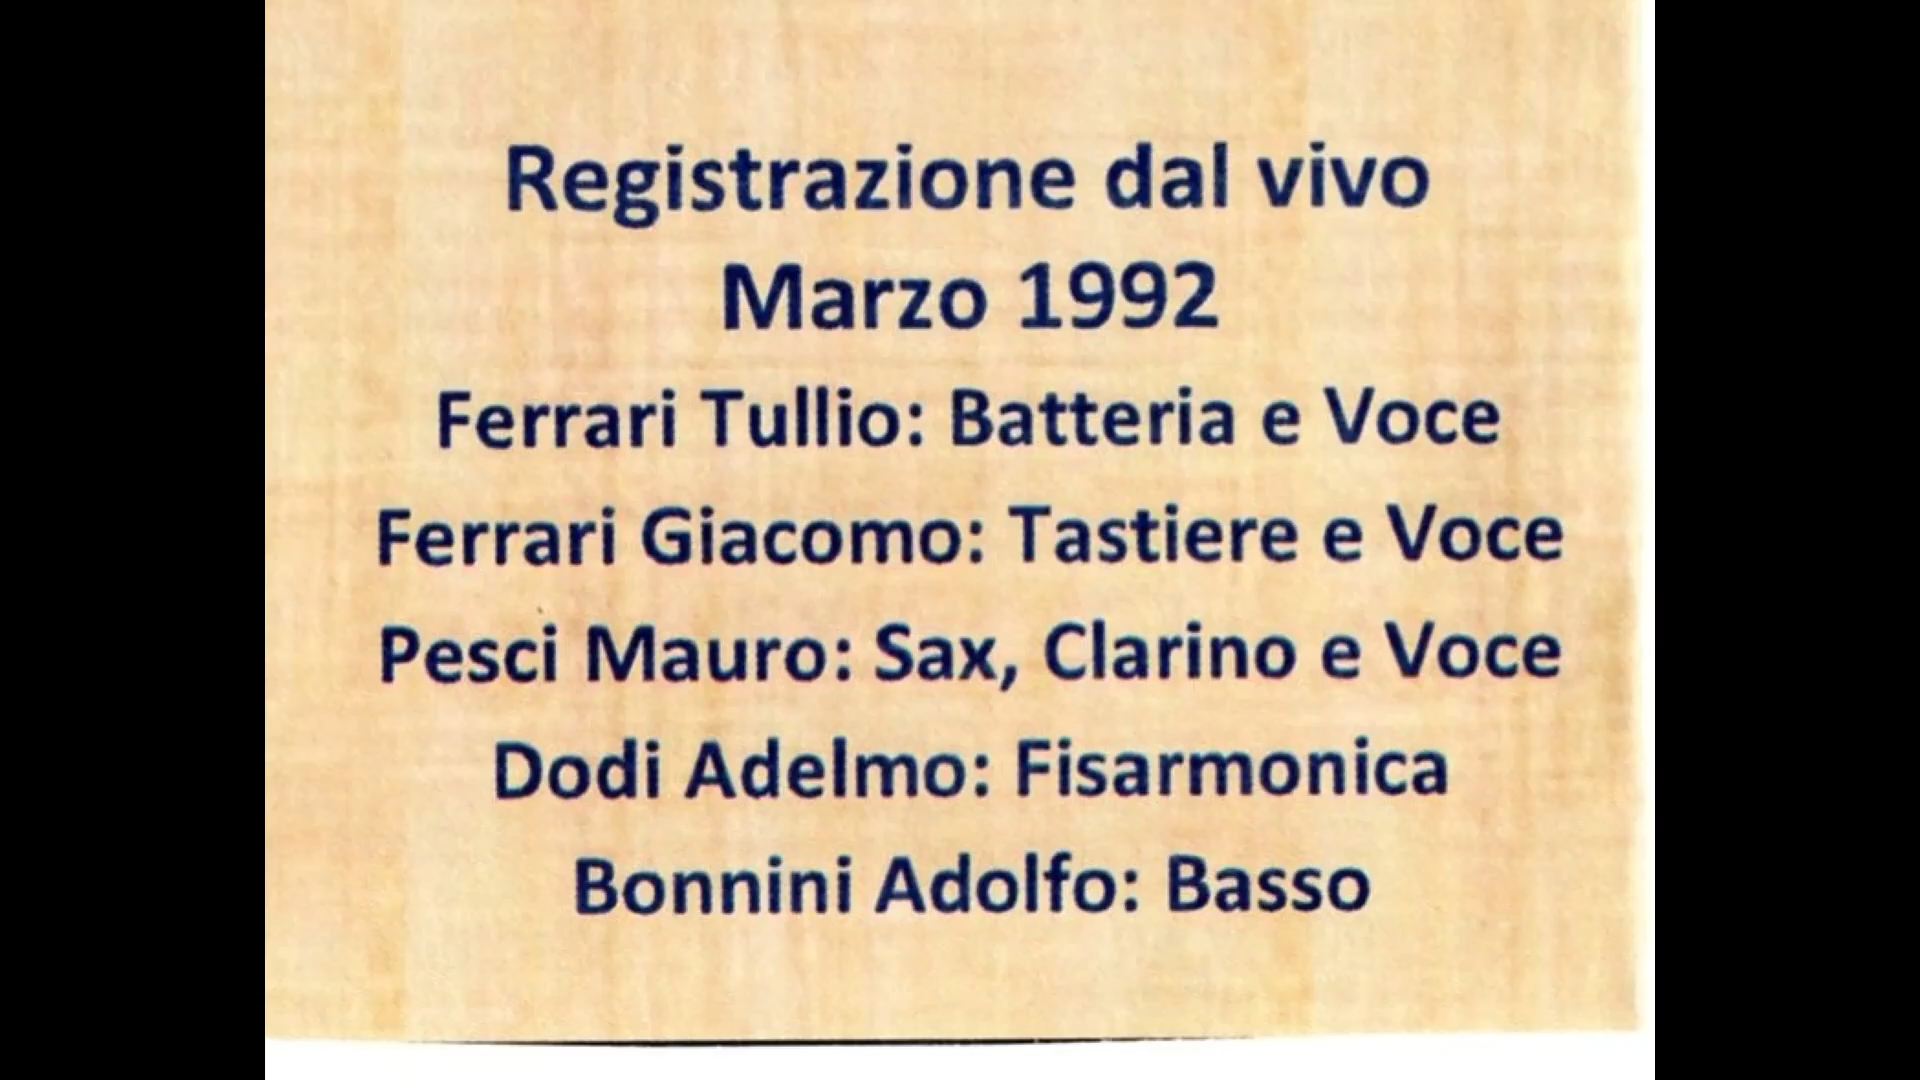 Registrazione dal vivo
Marzo 1992
Ferrari Tullio: Batteria e Voce
Ferrari Giacomo: Tastiere e Voce
Pesci Mauro: Sax, Clarino e Voce
Dodi Adelmo: Fisarmonica
Bonnini Adolfo: Basso